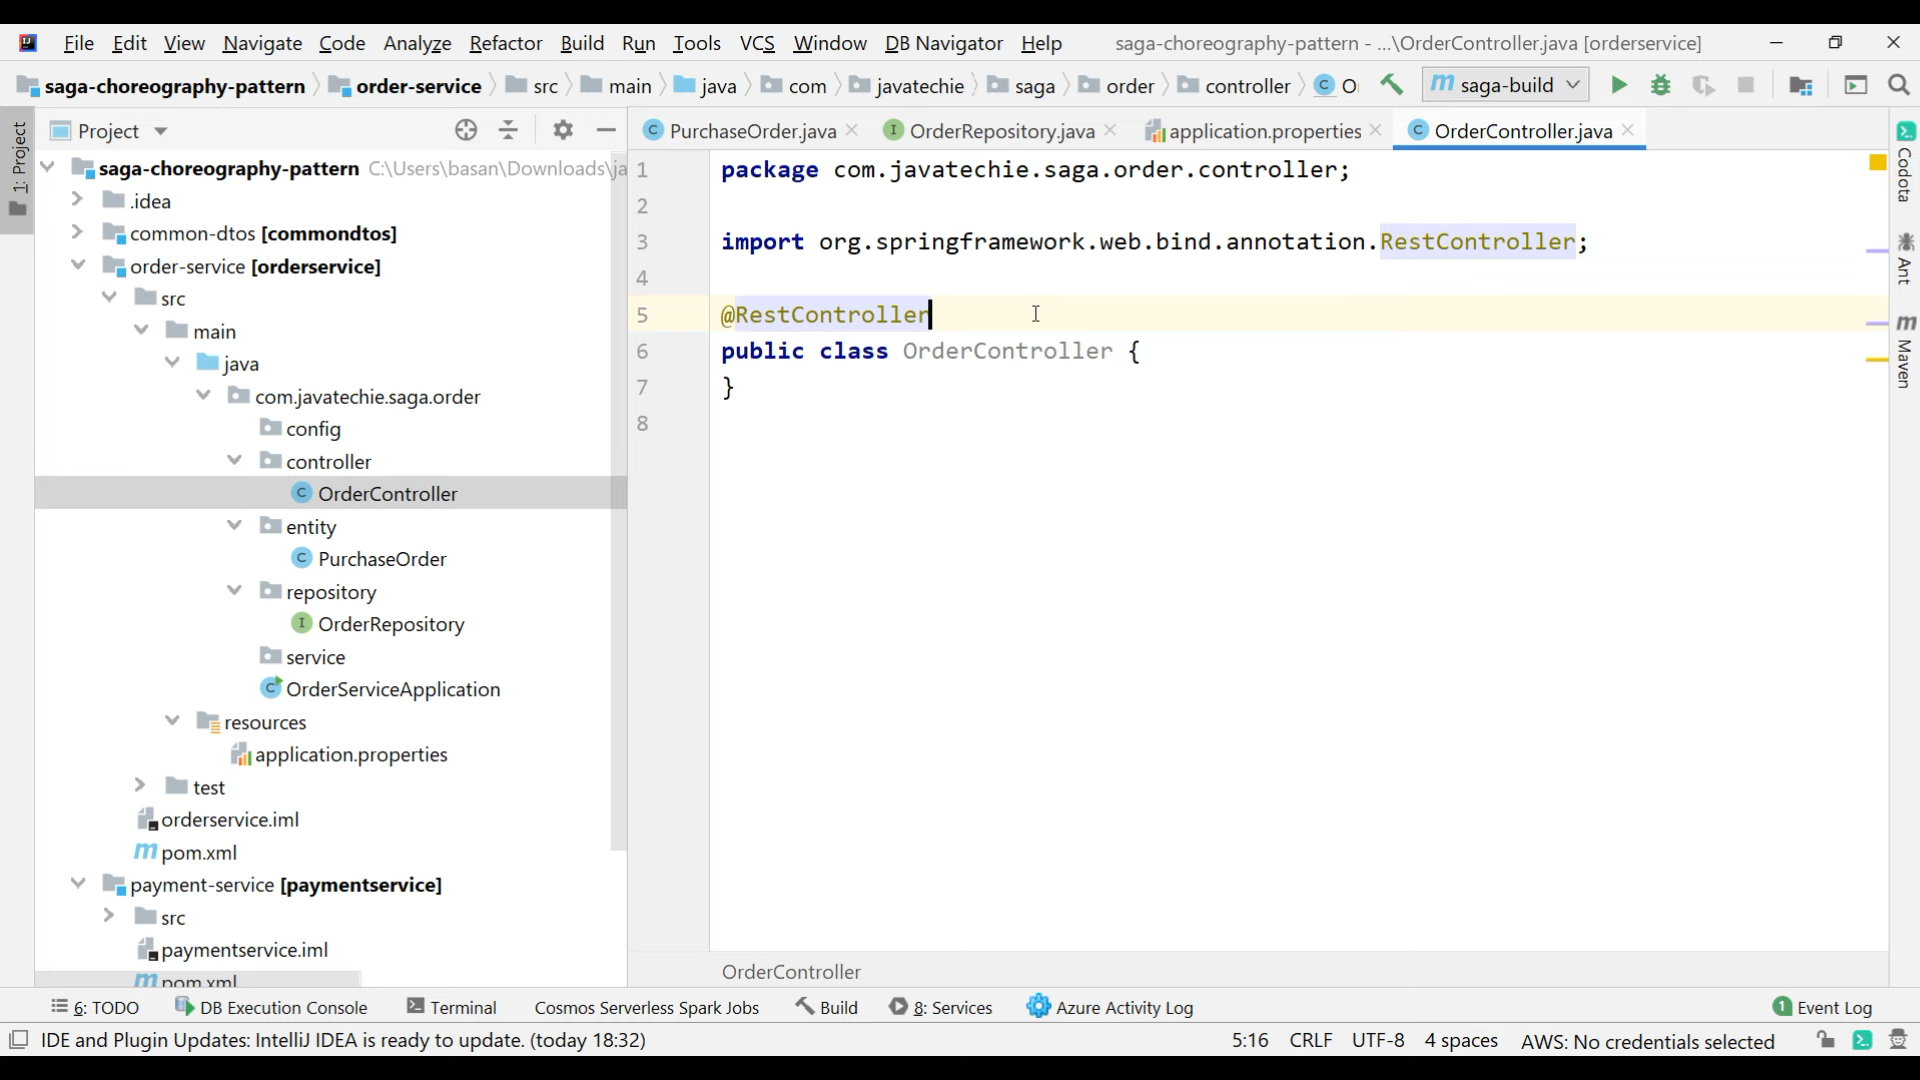 File Edit View Navigate Code Analyze Refactor Build Run Tools VCS Window DB Navigator Help saga-choreography-pattern - ...\OrderController.java [orderservice]
saga-choreography-pattern order-service src main java com javatechie saga order controller O saga-build
1: Project
Project
PurchaseOrder.java OrderRepository.java application.properties OrderController.java
saga-choreography-pattern C:\Users\basan\Downloads\ja
.idea
common-dtos [commondtos]
order-service [orderservice]
src
main
java
com.javatechie.saga.order
config
controller
OrderController
entity
PurchaseOrder
repository
OrderRepository
service
OrderServiceApplication
resources
application.properties
test
orderservice.iml
pom.xml
payment-service [paymentservice]
src
paymentservice.iml
pom.xml
1 package com.javatechie.saga.order.controller;
2
3 import org.springframework.web.bind.annotation.RestController;
4
5 @RestController
6 public class OrderController {
7 }
8
OrderController
Codota
Ant
Maven
6: TODO DB Execution Console Terminal Cosmos Serverless Spark Jobs Build 8: Services Azure Activity Log 1 Event Log
IDE and Plugin Updates: IntelliJ IDEA is ready to update. (today 18:32) 5:16 CRLF UTF-8 4 spaces AWS: No credentials selected